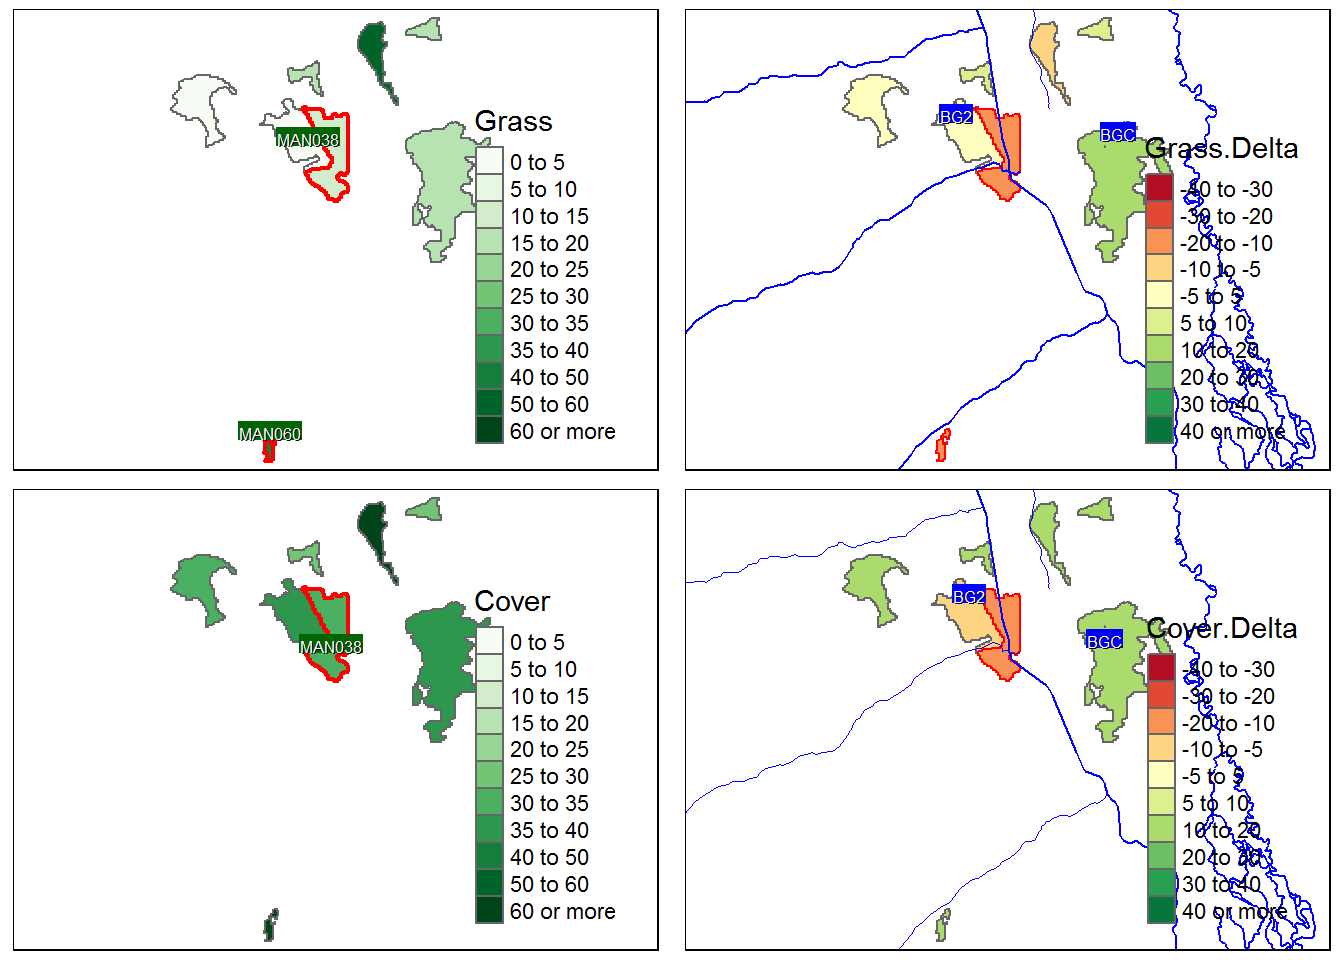 Grass
0 to 5
5 to 10
10 to 15
15 to 20
20 to 25
25 to 30
30 to 35
35 to 40
40 to 50
50 to 60
60 or more
MAN038
MAN060
Grass.Delta
-40 to -30
-30 to -20
-20 to -10
-10 to -5
-5 to 5
5 to 10
10 to 20
20 to 30
30 to 40
40 or more
BG2
BGC
Cover
0 to 5
5 to 10
10 to 15
15 to 20
20 to 25
25 to 30
30 to 35
35 to 40
40 to 50
50 to 60
60 or more
MAN038
Cover.Delta
-40 to -30
-30 to -20
-20 to -10
-10 to -5
-5 to 5
5 to 10
10 to 20
20 to 30
30 to 40
40 or more
BG2
BGC